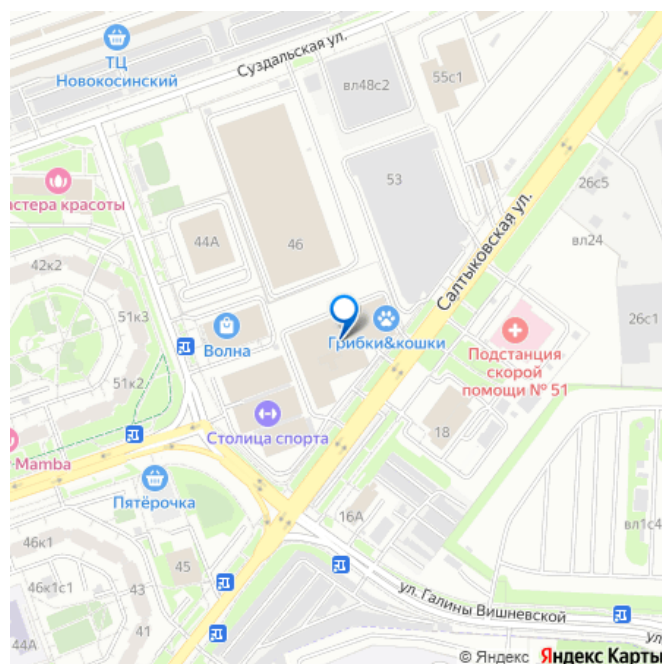 ТЦ
Новокосинский
Суздальская ул.
вл48с2
55с1
53
26с5
астера красоты
44А
46
Салтыковская ул.
вл24
42к2
51к3
26с1
Волна
Грибки&кошки
Подстанция
скорой
помощи № 51
51к2
Столица спорта
18
Mamba
Пятёрочка
16А
вл1с4
46к1
45
46к1с1
43
ул. Галины Вишневской
41
44А
Ул
© Яндекс Яндекс Карты